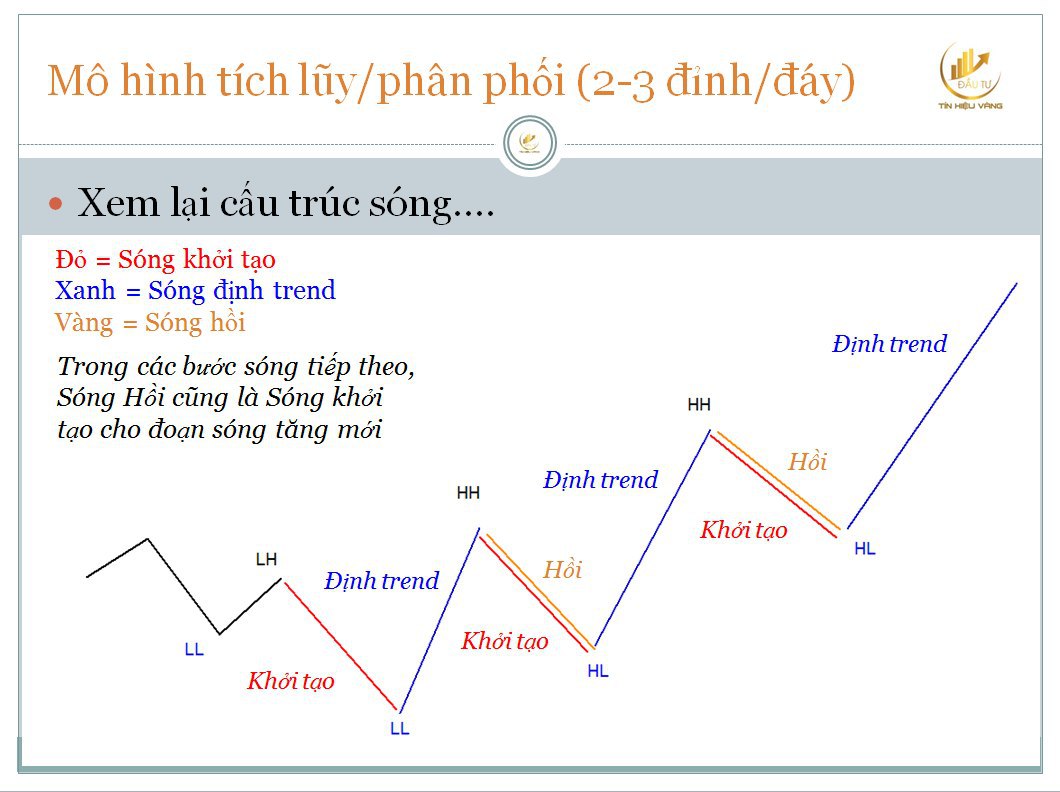 Mô hình tích lũy/phân phối (2-3 đỉnh/đáy)
ĐẦU TƯ
TÍN HIỆU VÀNG
Xem lại cấu trúc sóng....
Đỏ = Sóng khởi tạo
Xanh = Sóng định trend
Vàng = Sóng hồi
Trong các bước sóng tiếp theo,
Sóng Hồi cũng là Sóng khởi
tạo cho đoạn sóng tăng mới
Định trend
HH
Hồi
Định trend
HH
Khởi tạo
HL
LH
Hồi
Định trend
Khởi tạo
LL
HL
Khởi tạo
LL